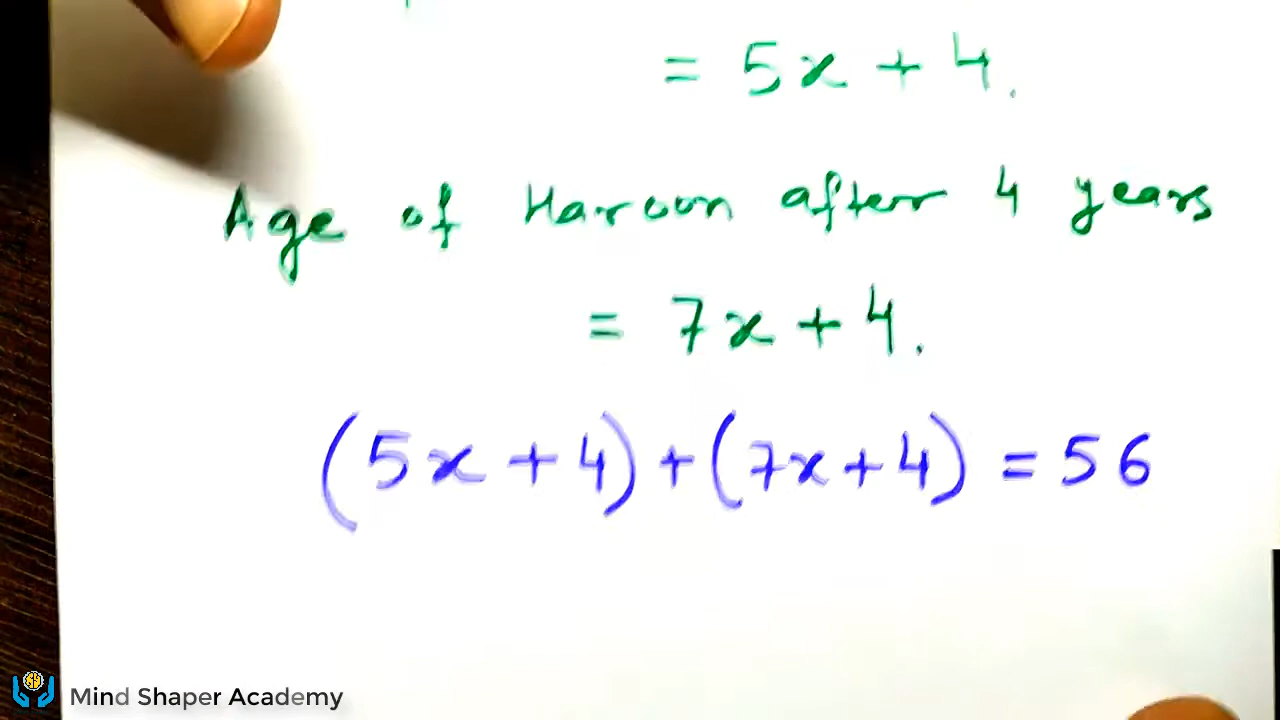 = 5x + 4.
Age of Haroon after 4 years
= 7x + 4.
(5x + 4) + (7x + 4) = 56
Mind Shaper Academy